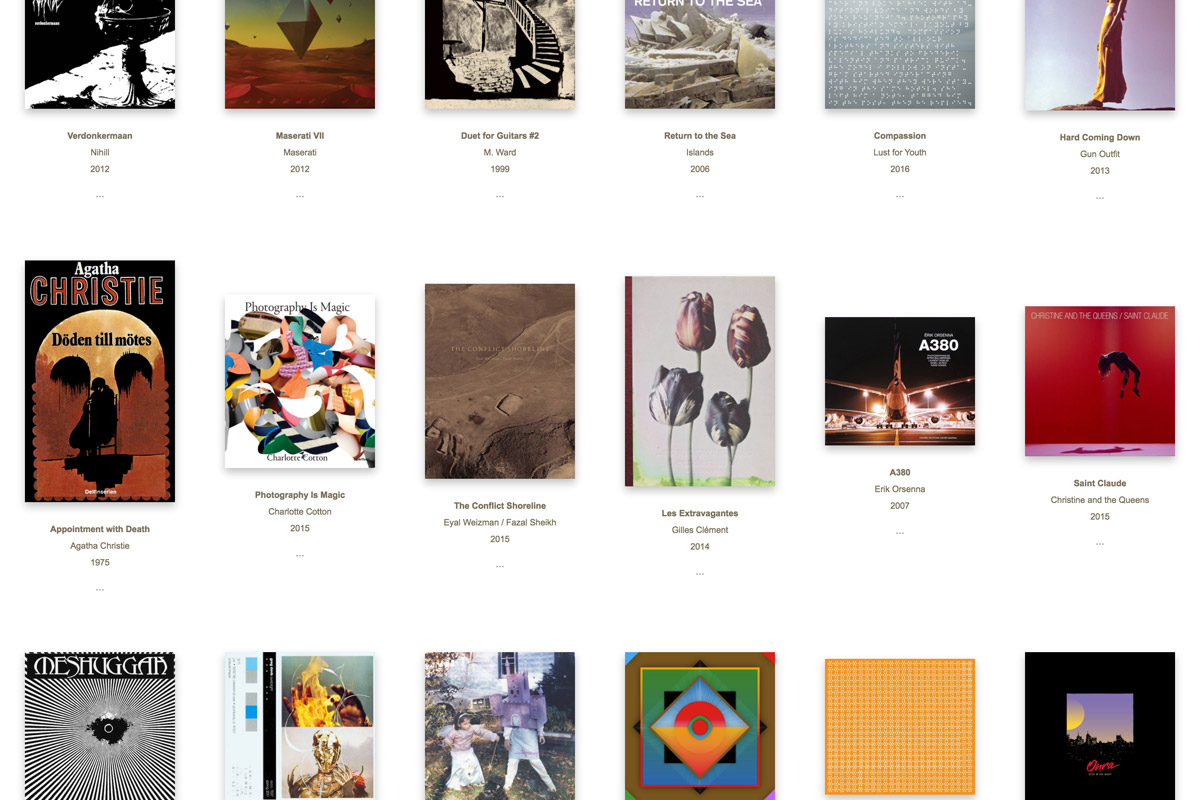 verdonkermaan
RETURN TO THE SEA
Verdonkermaan
Nihill
2012
...
Maserati VII
Maserati
2012
...
Duet for Guitars #2
M. Ward
1999
...
Return to the Sea
Islands
2006
...
Compassion
Lust for Youth
2016
...
Hard Coming Down
Gun Outfit
2013
...
Agatha
CHRISTIE
Döden till mötes
Delfinserien
Appointment with Death
Agatha Christie
1975
...
Photography Is Magic
Charlotte Cotton
Photography Is Magic
Charlotte Cotton
2015
...
THE CONFLICT SHORELINE
The Conflict Shoreline
Eyal Weizman / Fazal Sheikh
2015
...
Les Extravagantes
Gilles Clément
2014
...
ÉRIK ORSENNA
A380
A380
Erik Orsenna
2007
...
CHRISTINE AND THE QUEENS / SAINT CLAUDE
Saint Claude
Christine and the Queens
2015
...
MESHUGGAH
Onra